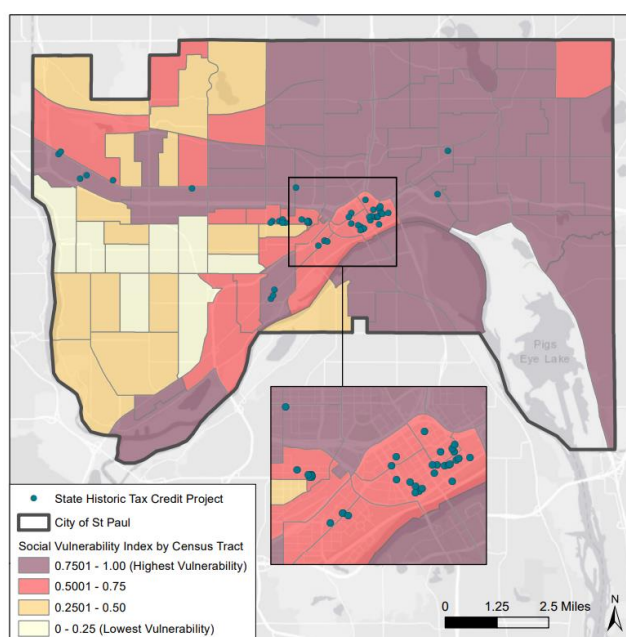 Pigs
Eye Lake
State Historic Tax Credit Project
City of St Paul
Social Vulnerability Index by Census Tract
0.7501 - 1.00 (Highest Vulnerability)
0.5001 - 0.75
0.2501 - 0.50
0 - 0.25 (Lowest Vulnerability)
0 1.25 2.5 Miles
N